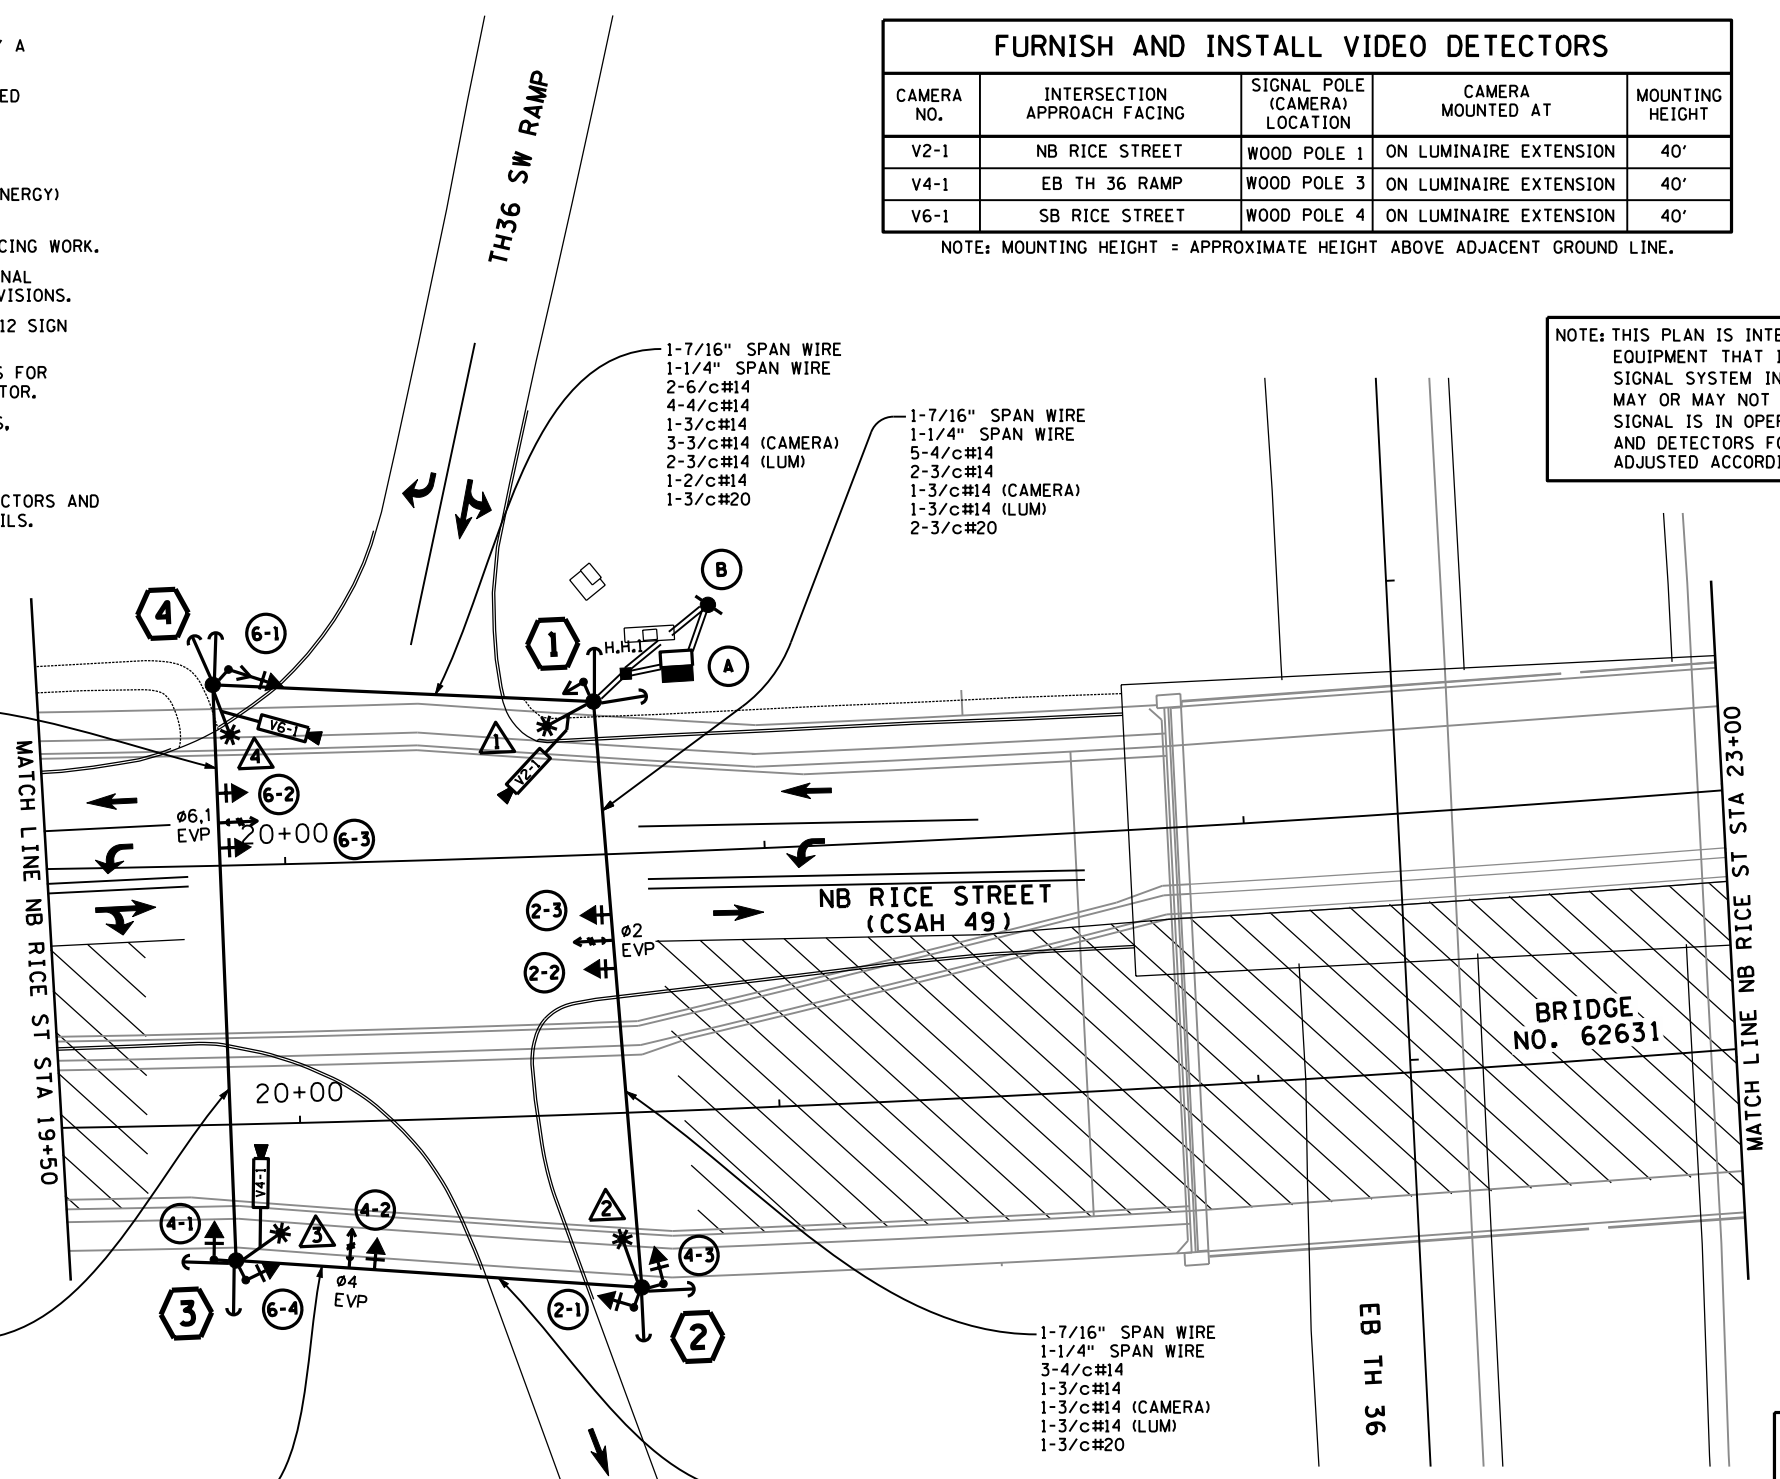 Y A
ED
NERGY)
CING WORK.
NAL
VISIONS.
12 SIGN
S FOR
TOR.
S.
CTORS AND
ILS.
FURNISH AND INSTALL VIDEO DETECTORS
CAMERA NO. INTERSECTION APPROACH FACING SIGNAL POLE (CAMERA) LOCATION CAMERA MOUNTED AT MOUNTING HEIGHT
V2-1 NB RICE STREET WOOD POLE 1 ON LUMINAIRE EXTENSION 40'
V4-1 EB TH 36 RAMP WOOD POLE 3 ON LUMINAIRE EXTENSION 40'
V6-1 SB RICE STREET WOOD POLE 4 ON LUMINAIRE EXTENSION 40'
NOTE: MOUNTING HEIGHT = APPROXIMATE HEIGHT ABOVE ADJACENT GROUND LINE.
NOTE: THIS PLAN IS INTE
EQUIPMENT THAT I
SIGNAL SYSTEM IN
MAY OR MAY NOT
SIGNAL IS IN OPER
AND DETECTORS FO
ADJUSTED ACCORDI
TH36 SW RAMP
1-7/16" SPAN WIRE
1-1/4" SPAN WIRE
2-6/c#14
4-4/c#14
1-3/c#14
3-3/c#14 (CAMERA)
2-3/c#14 (LUM)
1-2/c#14
1-3/c#20
1-7/16" SPAN WIRE
1-1/4" SPAN WIRE
5-4/c#14
2-3/c#14
1-3/c#14 (CAMERA)
1-3/c#14 (LUM)
2-3/c#20
B
4
6-1
1
H.H.1
A
V6-1
4
1
V2-1
6-2
Ø6,1
EVP
20+00
6-3
MATCH LINE NB RICE ST STA 19+50
MATCH LINE NB RICE ST STA 23+00
NB RICE STREET
(CSAH 49)
2-3
Ø2
EVP
2-2
BRIDGE
NO. 62631
20+00
V4-1
4-1
4-2
3
2
4-3
Ø4
EVP
3
6-4
2-1
2
1-7/16" SPAN WIRE
1-1/4" SPAN WIRE
3-4/c#14
1-3/c#14
1-3/c#14 (CAMERA)
1-3/c#14 (LUM)
1-3/c#20
EB TH 36